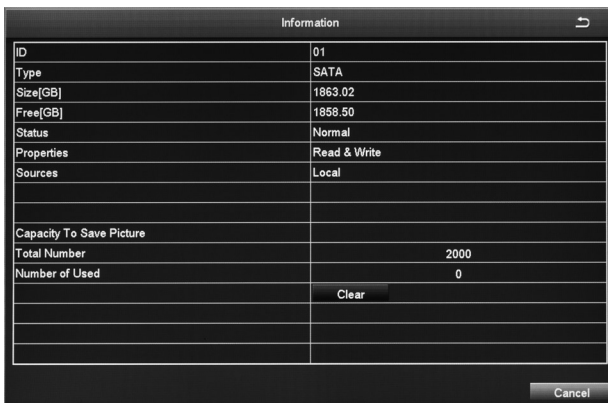 Information
ID 01
Type SATA
Size[GB] 1863.02
Free[GB] 1858.50
Status Normal
Properties Read & Write
Sources Local
Capacity To Save Picture
Total Number 2000
Number of Used 0
Clear
Cancel